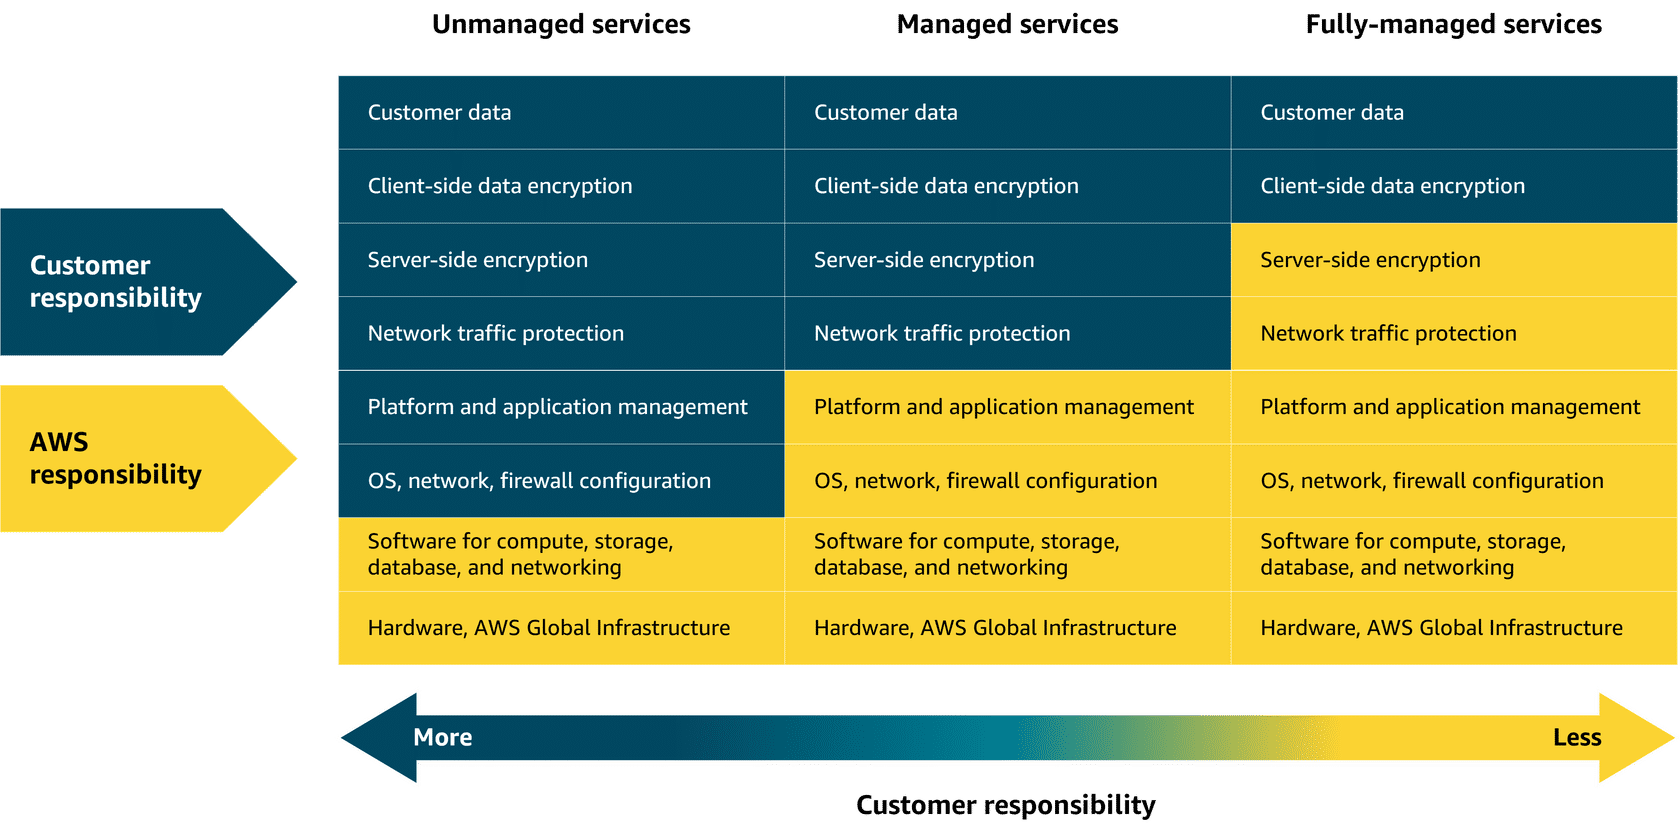 Unmanaged services
Managed services
Fully-managed services
Customer data
Customer data
Customer data
Client-side data encryption
Client-side data encryption
Client-side data encryption
Customer
responsibility
Server-side encryption
Server-side encryption
Server-side encryption
Network traffic protection
Network traffic protection
Network traffic protection
AWS
responsibility
Platform and application management
Platform and application management
Platform and application management
OS, network, firewall configuration
OS, network, firewall configuration
OS, network, firewall configuration
Software for compute, storage,
database, and networking
Software for compute, storage,
database, and networking
Software for compute, storage,
database, and networking
Hardware, AWS Global Infrastructure
Hardware, AWS Global Infrastructure
Hardware, AWS Global Infrastructure
More
Less
Customer responsibility